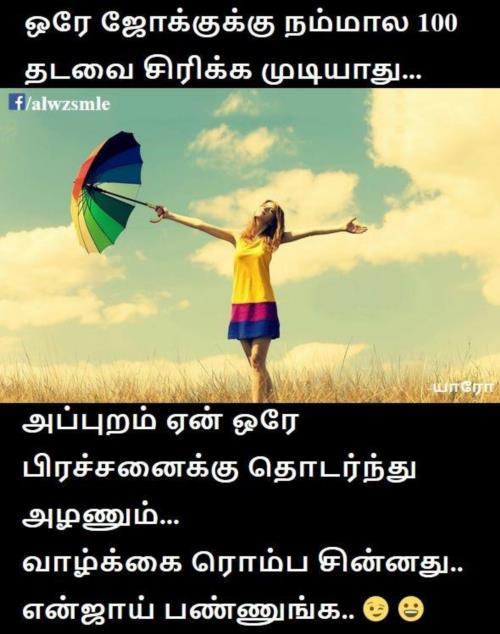 ஒரே ஜோக்குக்கு நம்மால 100
தடவை சிரிக்க முடியாது...
f/alwzsmle
யாரோ
அப்புறம் ஏன் ஒரே
பிரச்சனைக்கு தொடர்ந்து
அழணும்...
வாழ்க்கை ரொம்ப சின்னது..
என்ஜாய் பண்ணுங்க.. 😉 😀